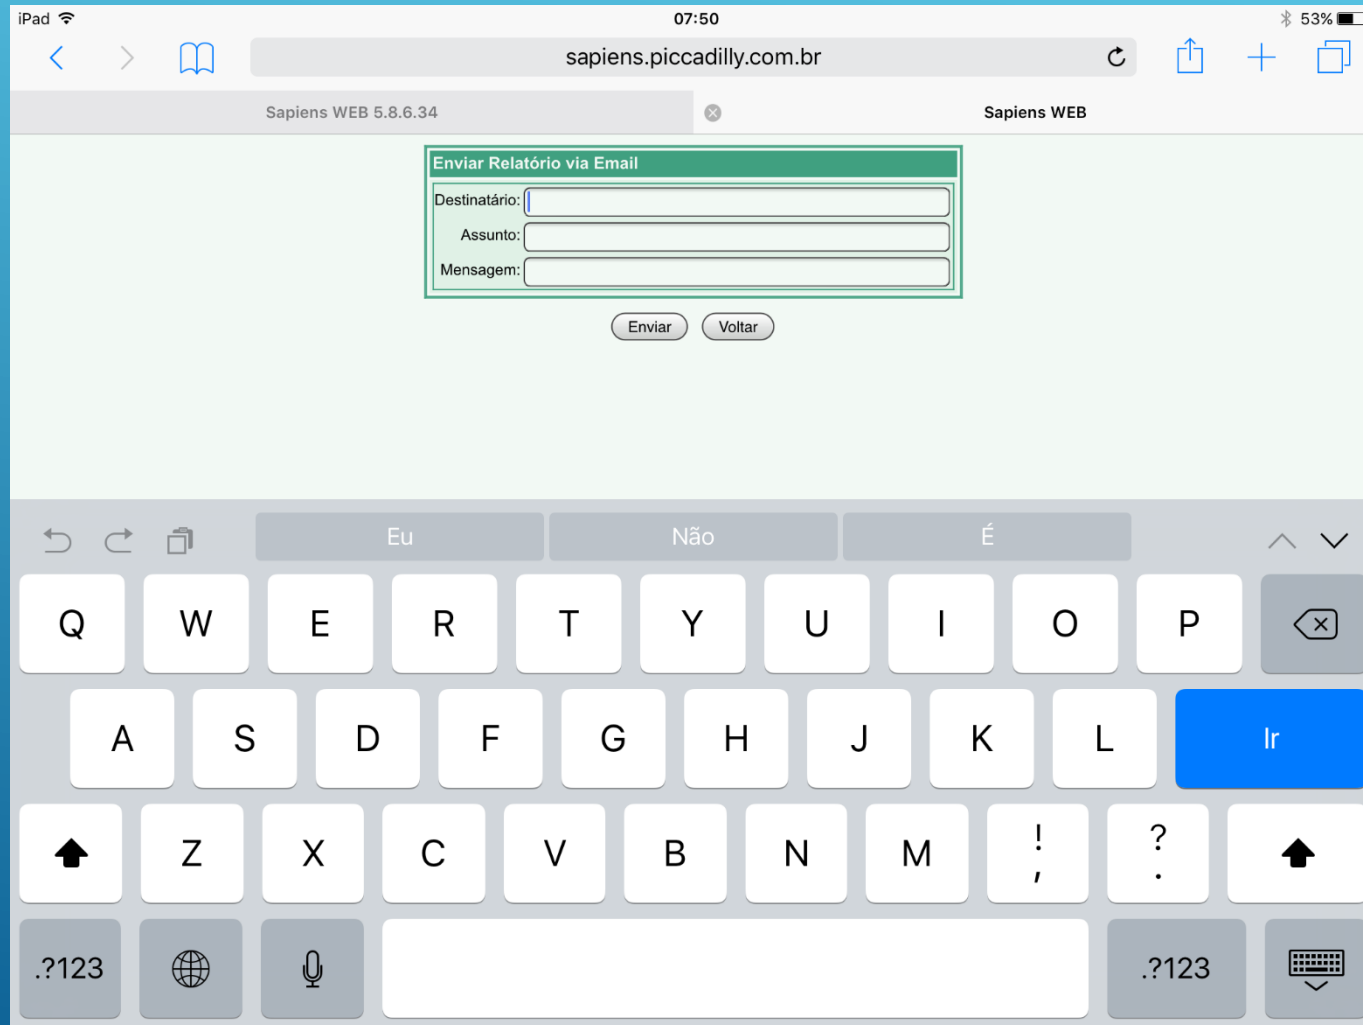 iPad 07:50 53%
sapiens.piccadilly.com.br
Sapiens WEB 5.8.6.34 Sapiens WEB
Enviar Relatório via Email
Destinatário:
Assunto:
Mensagem:
Enviar Voltar
Eu Não É
Q W E R T Y U I O P
A S D F G H J K L Ir
Z X C V B N M ! , ? .
.?123 .?123